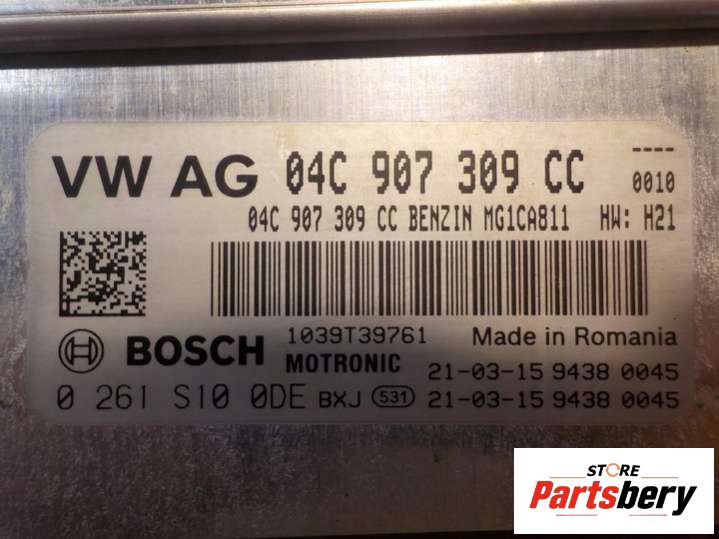 VW AG 04C 907 309 CC ----
0010
04C 907 309 CC BENZIN MG1CA811 HW: H21
BOSCH 1039T39761 Made in Romania
MOTRONIC 21-03-15 9438 0045
0 261 S10 0DE BXJ 531 21-03-15 9438 0045
STORE
Partsbery